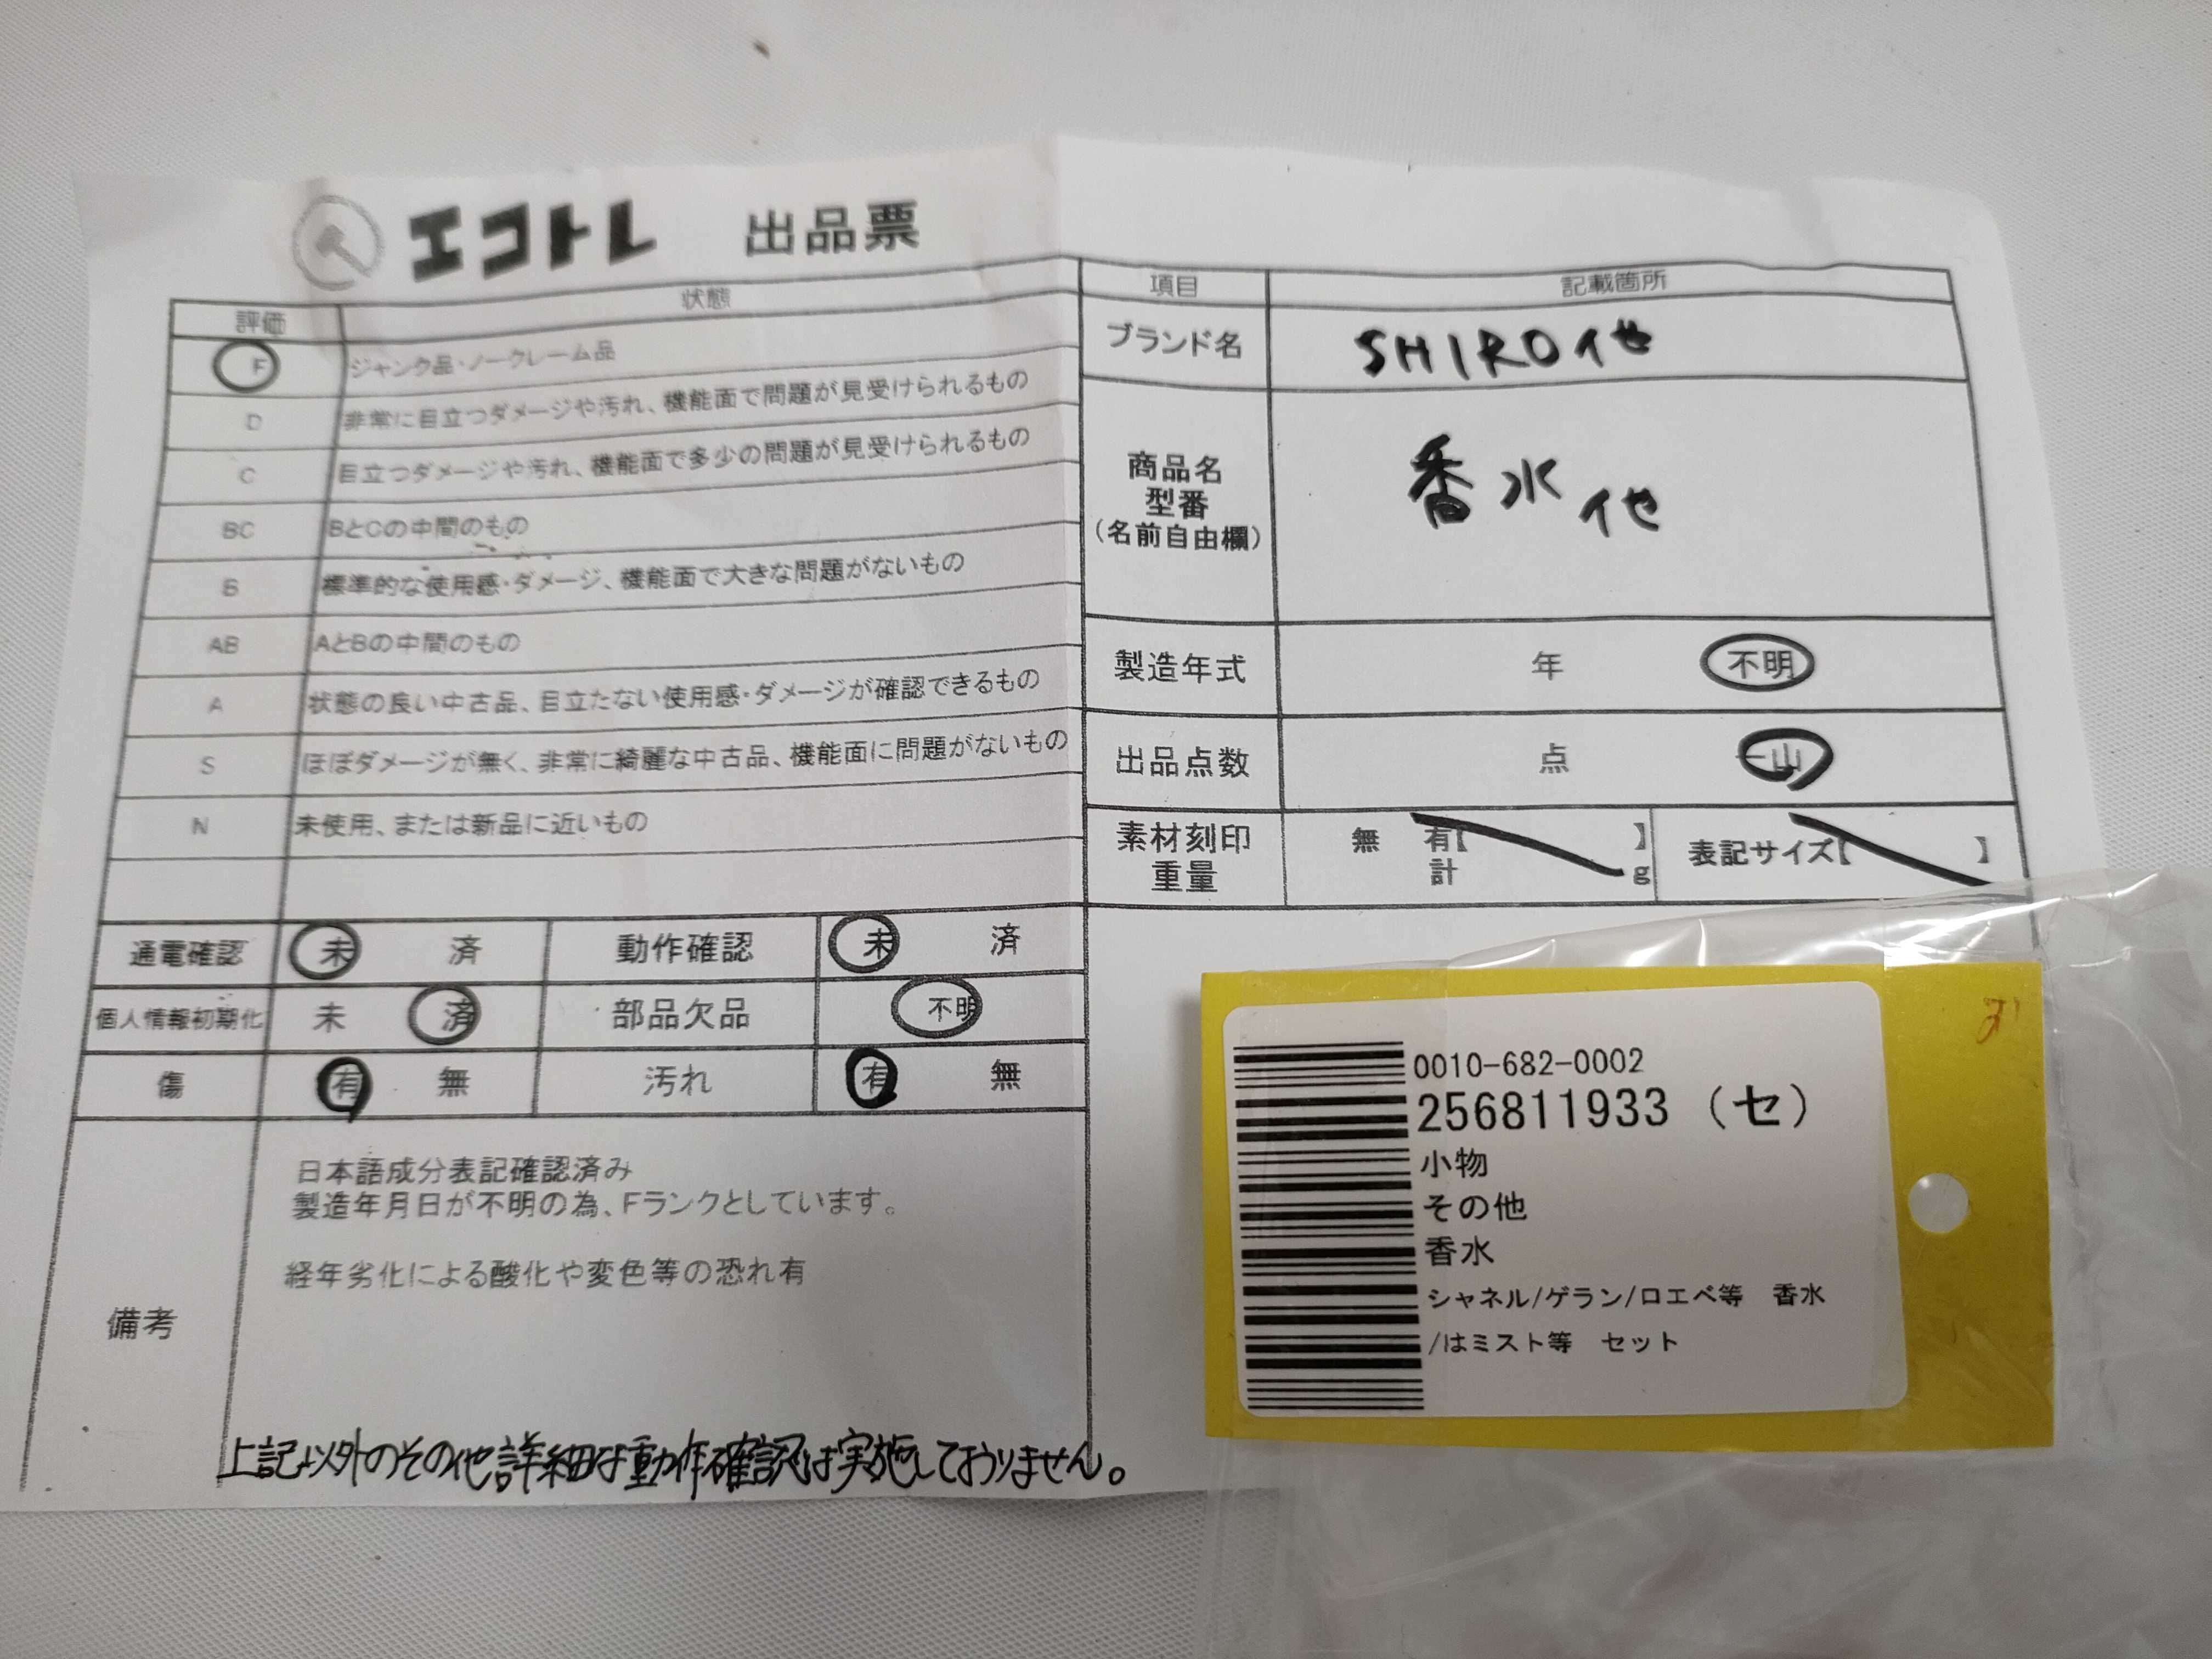 エコトレ 出品票
評価 状態
F ジャンク品・ノークレーム品
D 非常に目立つダメージや汚れ、機能面で問題が見受けられるもの
C 目立つダメージや汚れ、機能面で多少の問題が見受けられるもの
BC BとCの中間のもの
B 標準的な使用感・ダメージ、機能面で大きな問題がないもの
AB AとBの中間のもの
A 状態の良い中古品、目立たない使用感・ダメージが確認できるもの
S ほぼダメージが無く、非常に綺麗な中古品、機能面に問題がないもの
N 未使用、または新品に近いもの
通電確認 未 済 動作確認 未 済
個人情報初期化 未 済 部品欠品 不明
傷 有 無 汚れ 有 無
備考
日本語成分表記確認済み
製造年月日が不明の為、Fランクとしています。
経年劣化による酸化や変色等の恐れ有
上記以外のその他詳細な動作確認は実施しておりません。
項目 記載箇所
ブランド名 SHIRO他
商品名
型番
(名前自由欄)
香水 他
製造年式 年 不明
出品点数 点 一山
素材刻印 無 有【 】 表記サイズ【 】
重量 計 g
0010-682-0002
256811933 (セ)
小物
その他
香水
シャネル/ゲラン/ロエベ等 香水
/はミスト等 セット